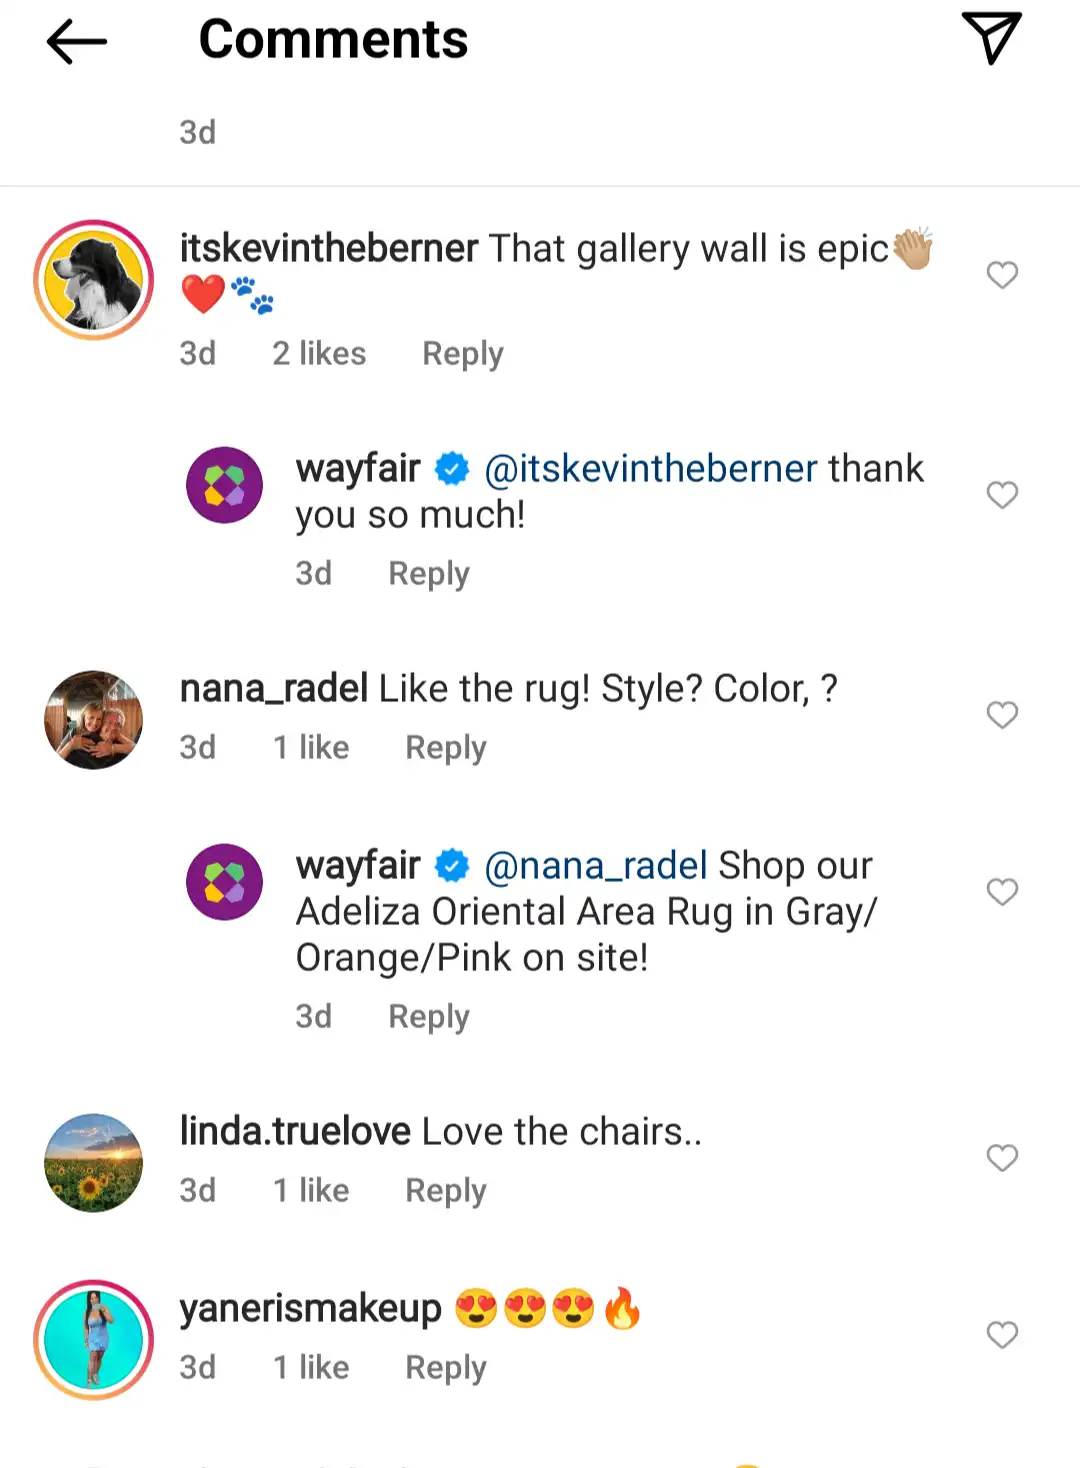 Comments
3d
itskevintheberner That gallery wall is epic👏🏼
❤️🐾
3d 2 likes Reply
wayfair @itskevintheberner thank
you so much!
3d Reply
nana_radel Like the rug! Style? Color, ?
3d 1 like Reply
wayfair @nana_radel Shop our
Adeliza Oriental Area Rug in Gray/
Orange/Pink on site!
3d Reply
linda.truelove Love the chairs..
3d 1 like Reply
yanerismakeup 😍😍😍🔥
3d 1 like Reply